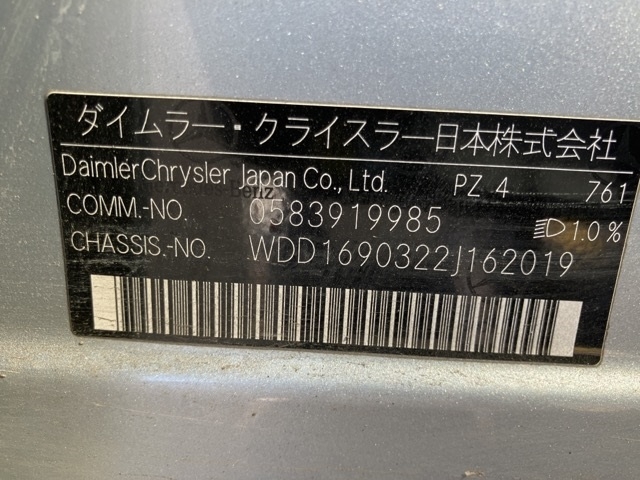 ダイムラー・クライスラー日本株式会社
DaimlerChrysler Japan Co., Ltd. PZ 4 761
COMM.-NO. 0583919985 1.0 %
CHASSIS.-NO. WDD1690322J162019